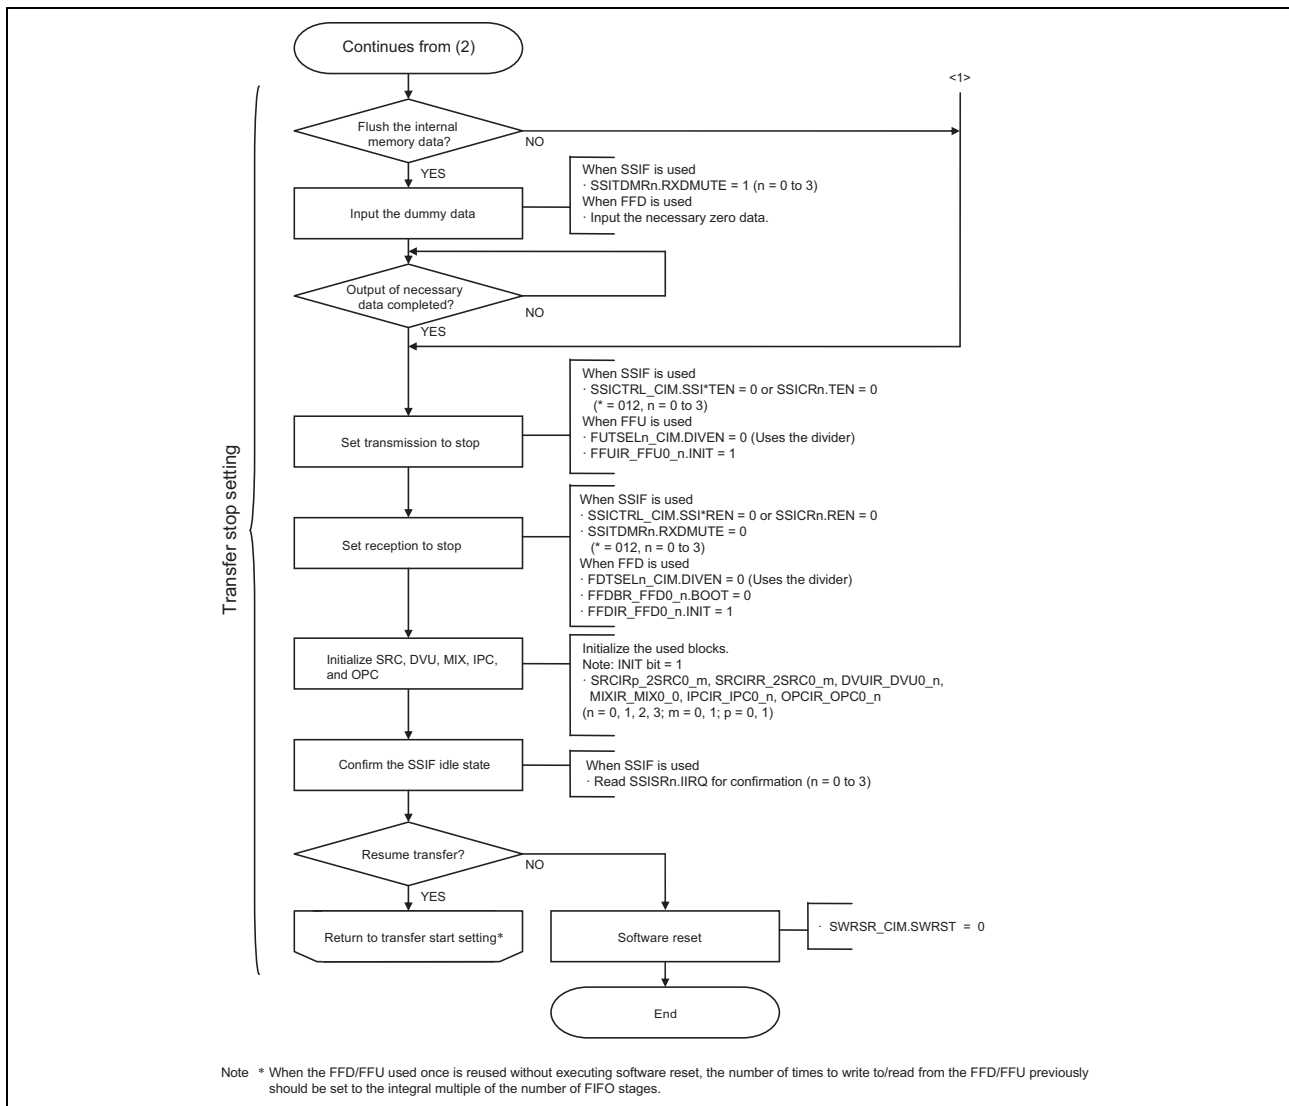 Continues from (2)
<1>
Flush the internal
memory data?
NO
YES
When SSIF is used
· SSITDMRn.RXDMUTE = 1 (n = 0 to 3)
When FFD is used
· Input the necessary zero data.
Input the dummy data
Output of necessary
data completed?
NO
YES
When SSIF is used
· SSICTRL_CIM.SSI*TEN = 0 or SSICRn.TEN = 0
(* = 012, n = 0 to 3)
When FFU is used
· FUTSELn_CIM.DIVEN = 0 (Uses the divider)
· FFUIR_FFU0_n.INIT = 1
Set transmission to stop
Transfer stop setting
When SSIF is used
· SSICTRL_CIM.SSI*REN = 0 or SSICRn.REN = 0
· SSITDMRn.RXDMUTE = 0
(* = 012, n = 0 to 3)
When FFD is used
· FDTSELn_CIM.DIVEN = 0 (Uses the divider)
· FFDBR_FFD0_n.BOOT = 0
· FFDIR_FFD0_n.INIT = 1
Set reception to stop
Initialize SRC, DVU, MIX, IPC,
and OPC
Initialize the used blocks.
Note: INIT bit = 1
· SRCIRp_2SRC0_m, SRCIRR_2SRC0_m, DVUIR_DVU0_n,
MIXIR_MIX0_0, IPCIR_IPC0_n, OPCIR_OPC0_n
(n = 0, 1, 2, 3; m = 0, 1; p = 0, 1)
Confirm the SSIF idle state
When SSIF is used
· Read SSISRn.IIRQ for confirmation (n = 0 to 3)
Resume transfer?
NO
YES
Return to transfer start setting*
Software reset
· SWRSR_CIM.SWRST = 0
End
Note * When the FFD/FFU used once is reused without executing software reset, the number of times to write to/read from the FFD/FFU previously
should be set to the integral multiple of the number of FIFO stages.